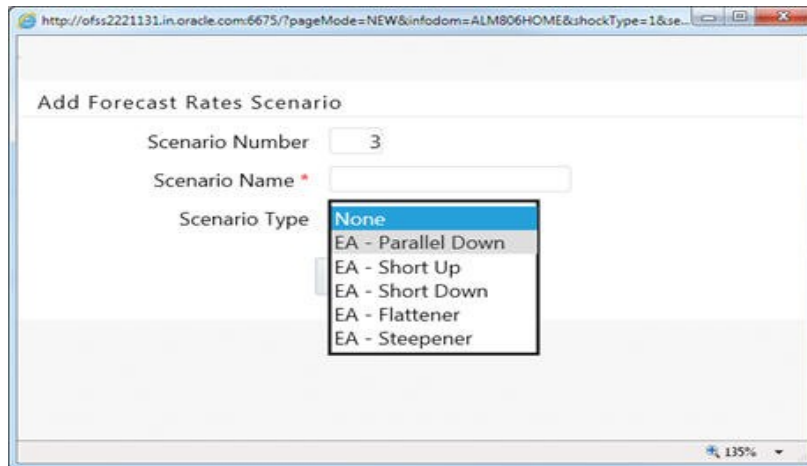 http://ofss2221131.in.oracle.com:6675/?pageMode=NEW&infodom=ALM806HOME&shockType=1&se...
Add Forecast Rates Scenario
Scenario Number 3
Scenario Name *
Scenario Type None
EA - Parallel Down
EA - Short Up
EA - Short Down
EA - Flattener
EA - Steepener
135%